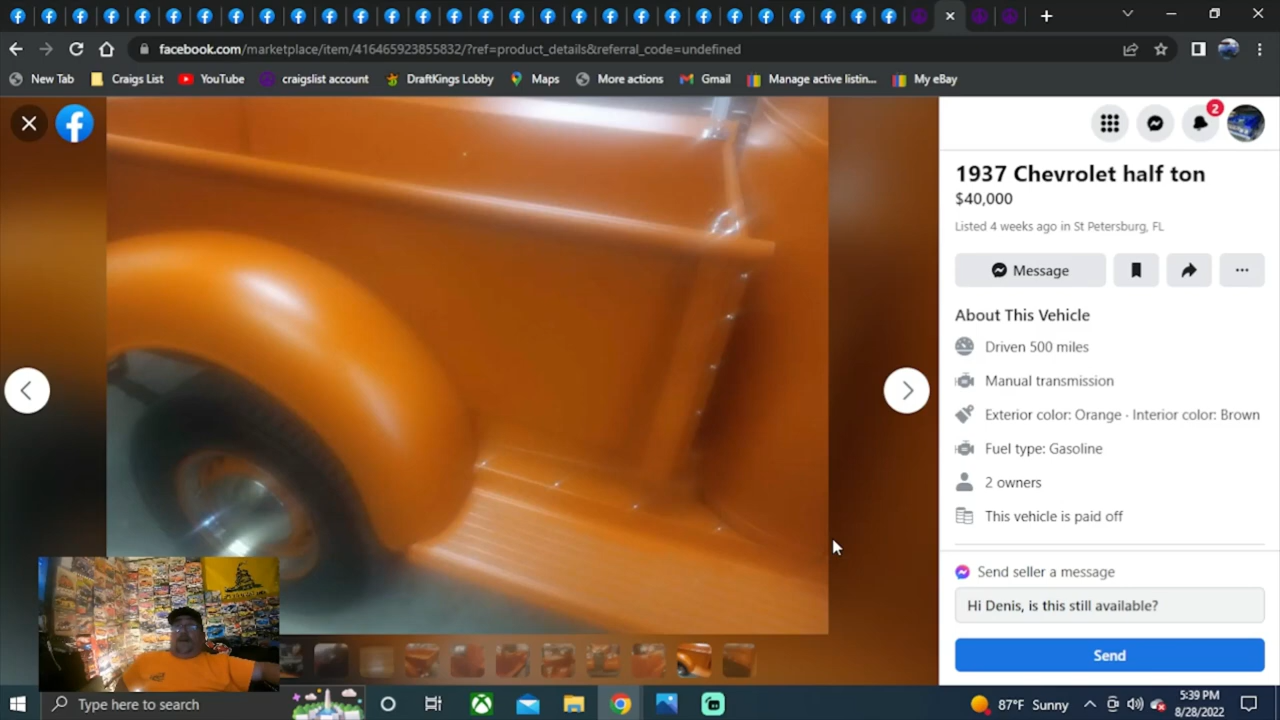 facebook.com/marketplace/item/416465923855832/?ref=product_details&referral_code=undefined
New Tab Craigs List YouTube craigslist account DraftKings Lobby Maps More actions Gmail Manage active listin... My eBay
2
1937 Chevrolet half ton
$40,000
Listed 4 weeks ago in St Petersburg, FL
Message
About This Vehicle
Driven 500 miles
Manual transmission
Exterior color: Orange · Interior color: Brown
Fuel type: Gasoline
2 owners
This vehicle is paid off
Send seller a message
Hi Denis, is this still available?
Send
Type here to search
87°F Sunny
5:39 PM
8/28/2022